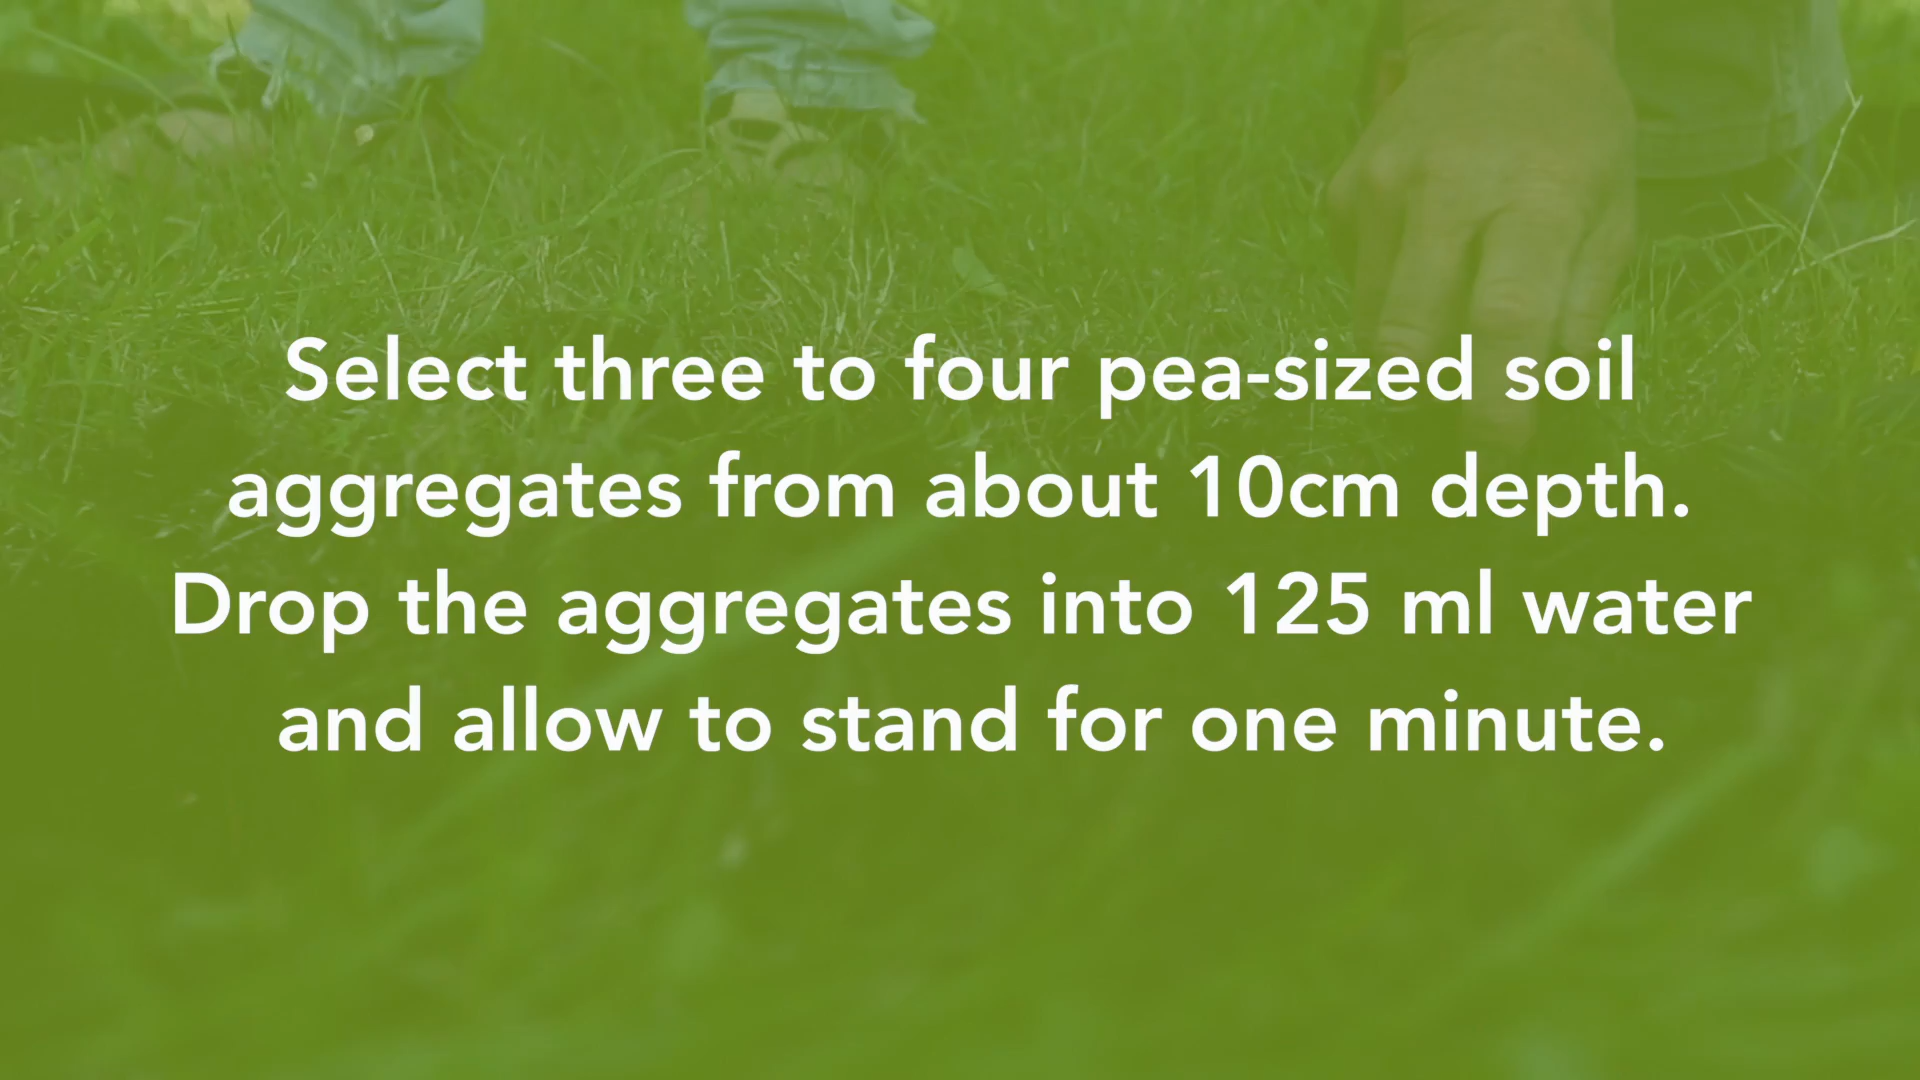 Select three to four pea-sized soil
aggregates from about 10cm depth.
Drop the aggregates into 125 ml water
and allow to stand for one minute.